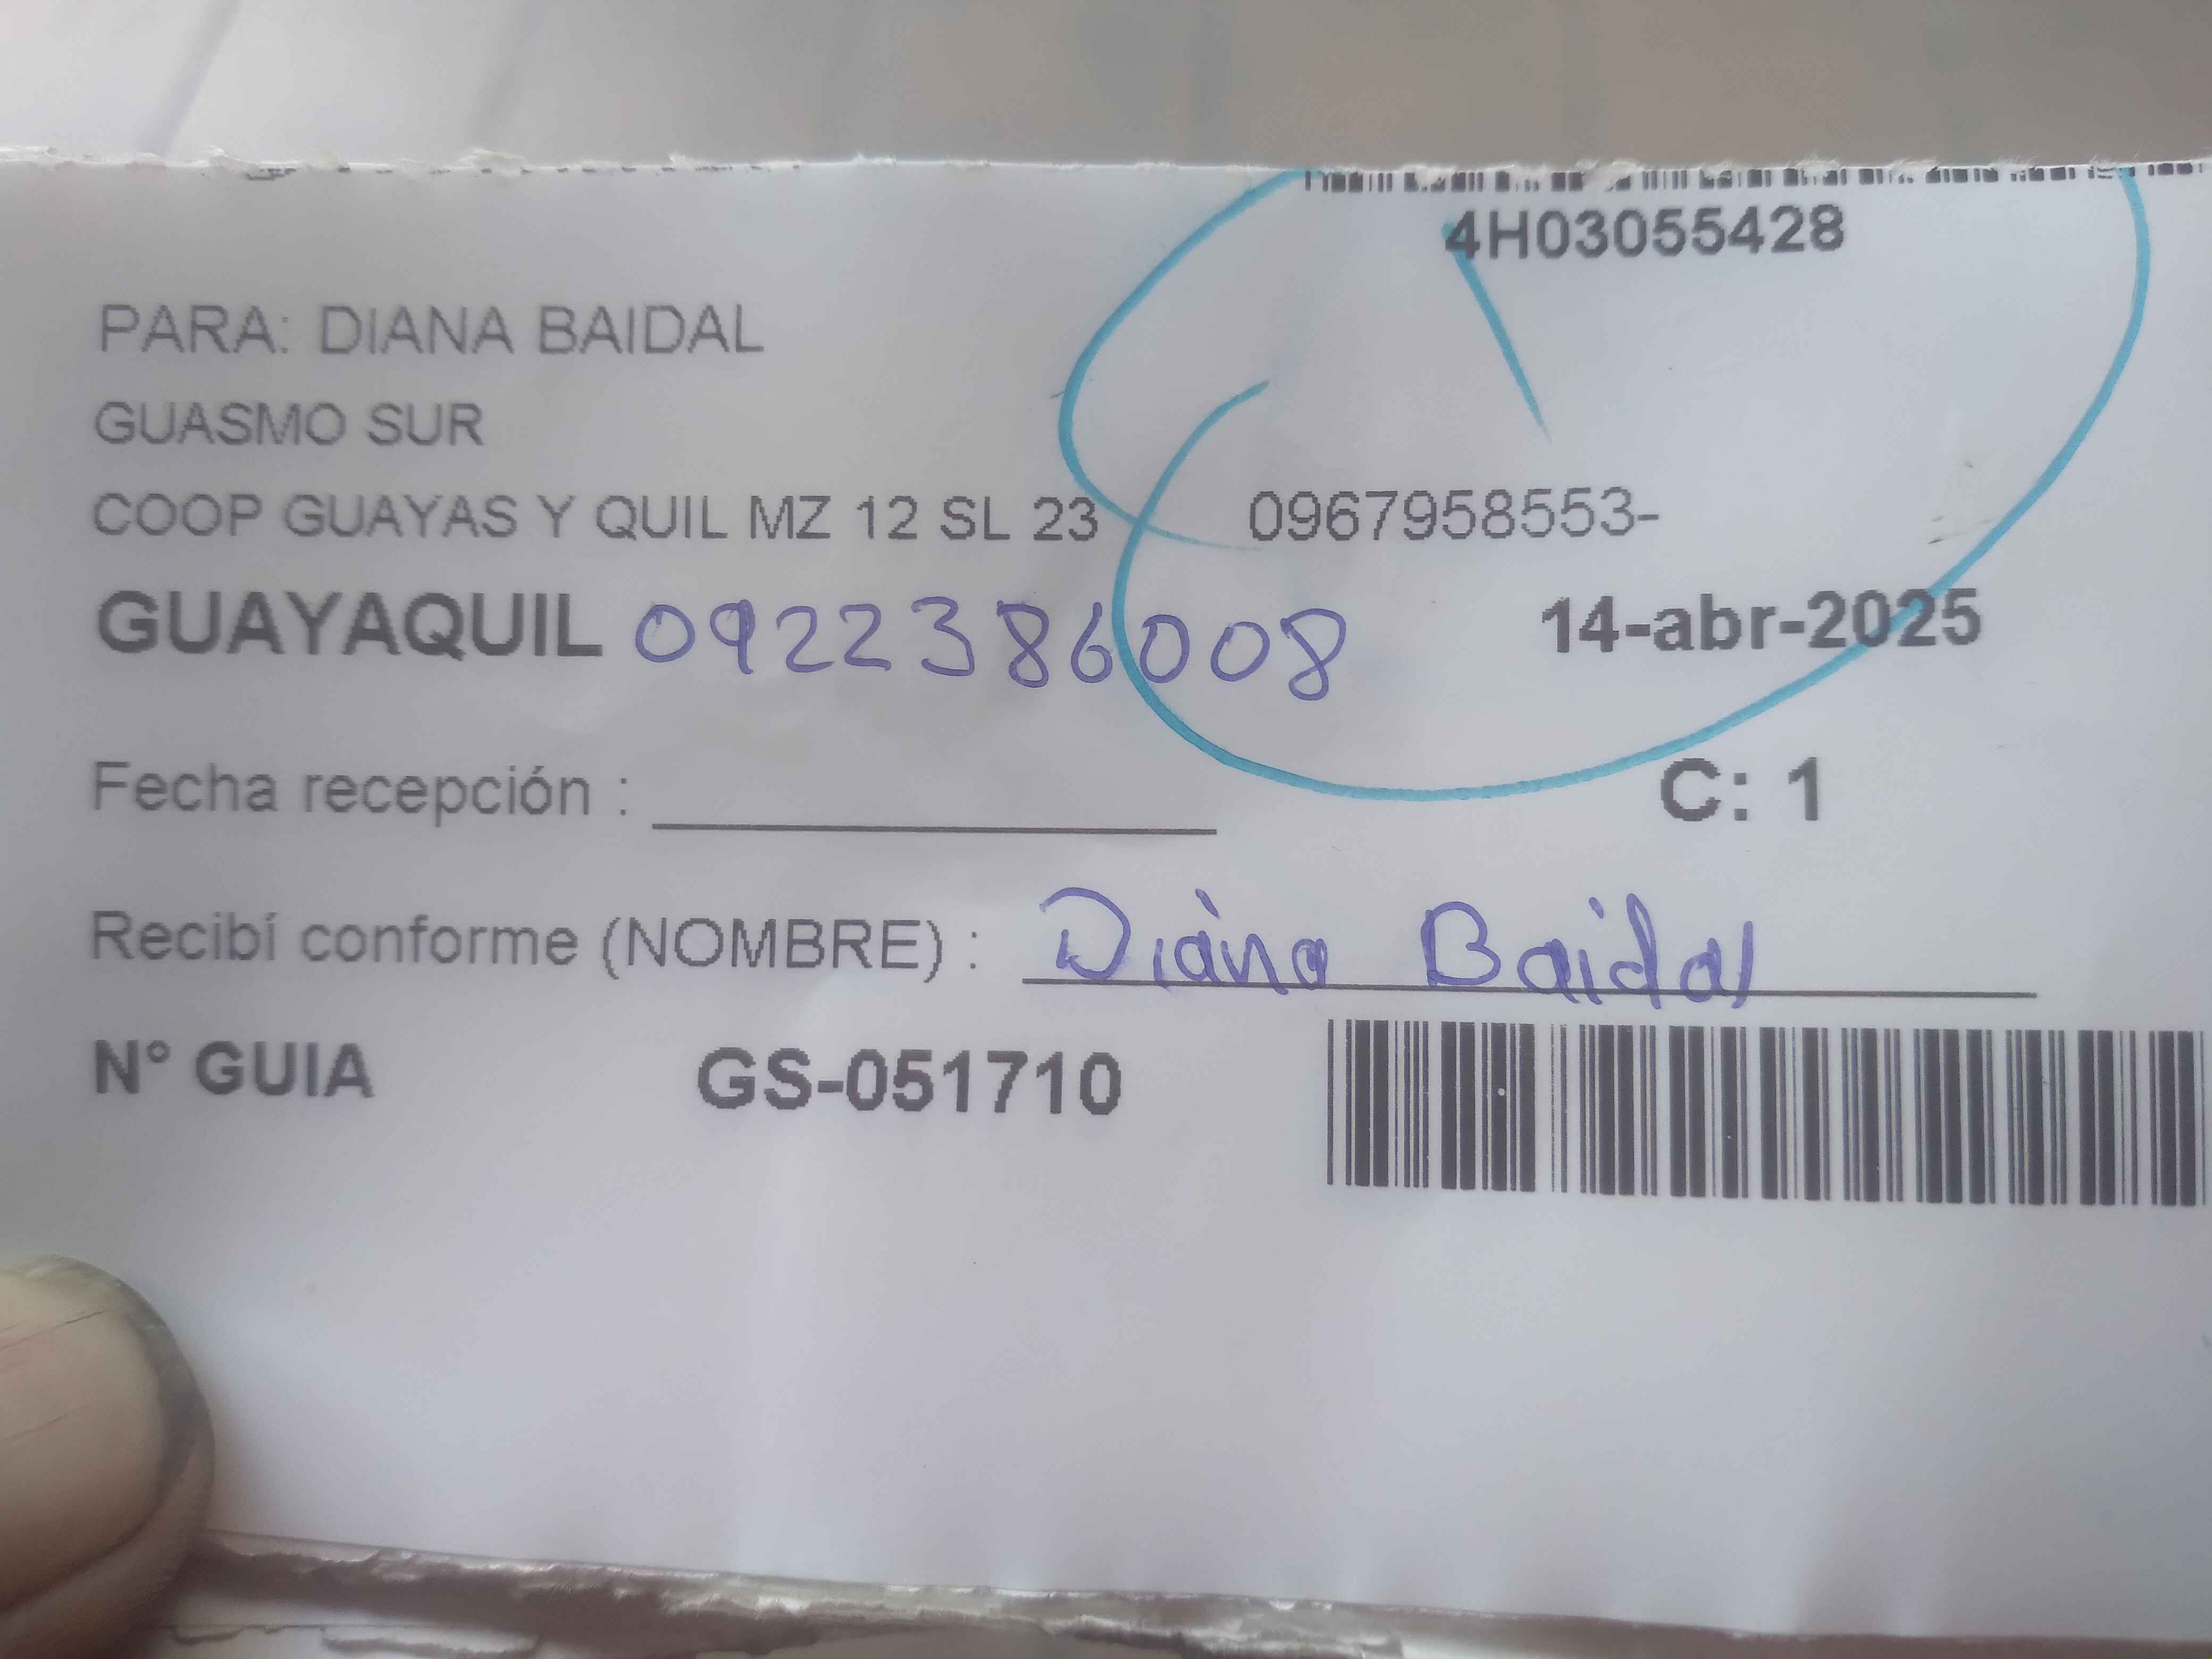 4H03055428
PARA: DIANA BAIDAL
GUASMO SUR
COOP GUAYAS Y QUIL MZ 12 SL 23 0967958553-
GUAYAQUIL 0922386008 14-abr-2025
Fecha recepción : C: 1
Recibí conforme (NOMBRE) : Diana Baidal
N° GUIA GS-051710